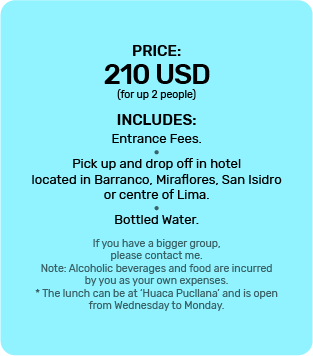 PRICE:
210 USD
(for up 2 people)
INCLUDES:
Entrance Fees.
•
Pick up and drop off in hotel
located in Barranco, Miraflores, San Isidro
or centre of Lima.
•
Bottled Water.
If you have a bigger group,
please contact me.
Note: Alcoholic beverages and food are incurred
by you as your own expenses.
* The lunch can be at ‘Huaca Pucllana’ and is open
from Wednesday to Monday.